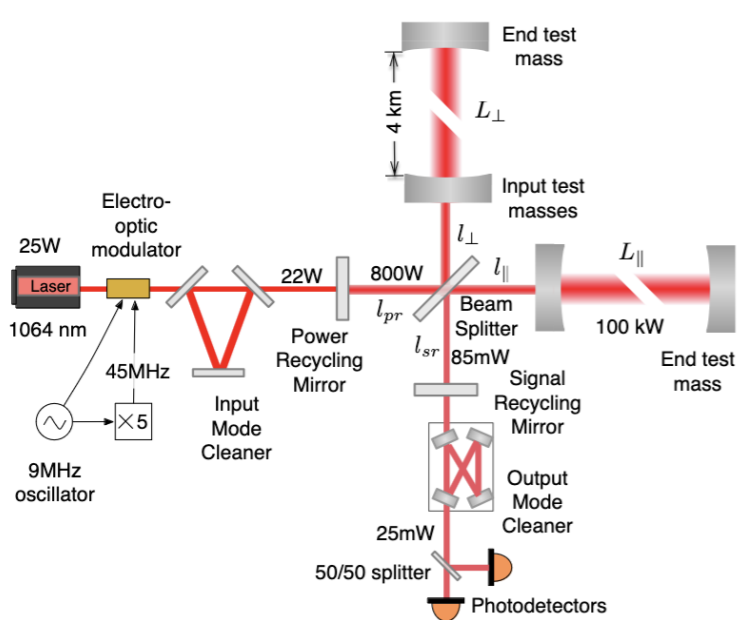 End test
mass
4 km
L⊥
Input test
masses
Electro-
optic
modulator
25W
Laser
1064 nm
22W
800W
l⊥
l∥
L∥
l_pr
Beam
Splitter
100 kW
Power
Recycling
Mirror
l_sr
85mW
End test
mass
45MHz
×5
9MHz
oscillator
Input
Mode
Cleaner
Signal
Recycling
Mirror
Output
Mode
Cleaner
25mW
50/50 splitter
Photodetectors